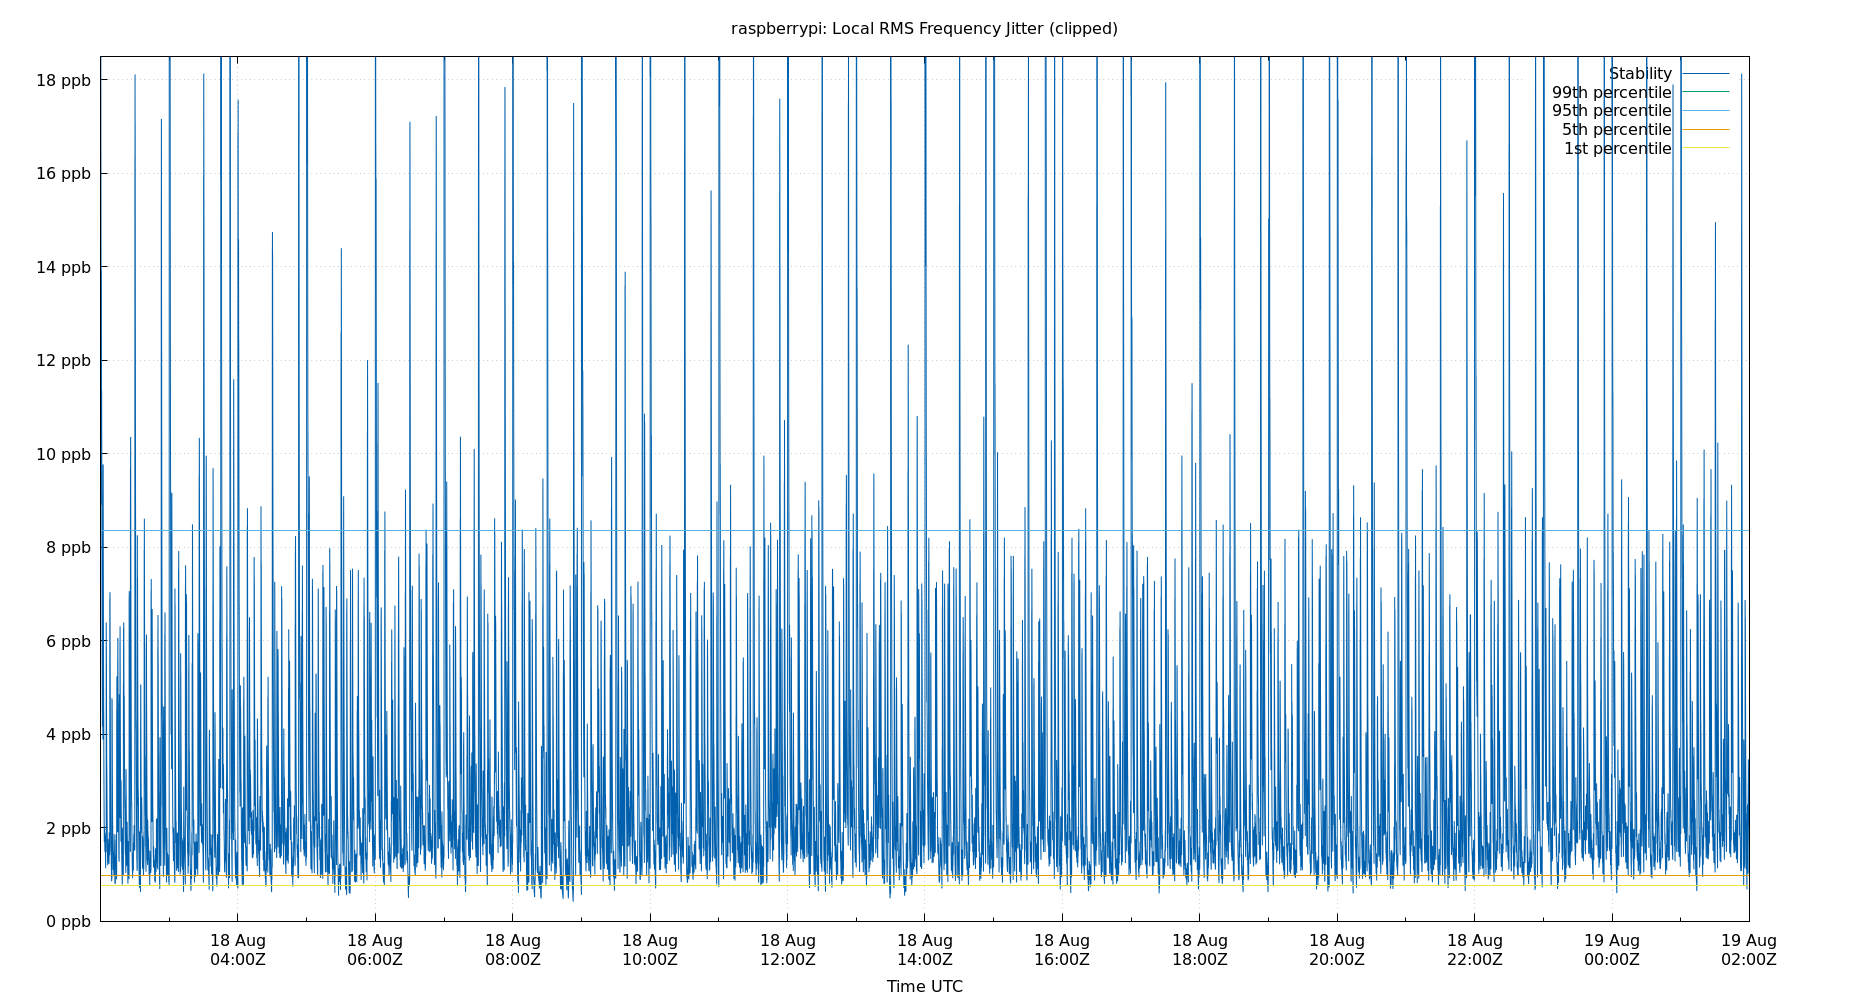 raspberrypi: Local RMS Frequency Jitter (clipped)
18 ppb
16 ppb
14 ppb
12 ppb
10 ppb
8 ppb
6 ppb
4 ppb
2 ppb
0 ppb
Stability
99th percentile
95th percentile
5th percentile
1st percentile
18 Aug 18 Aug 18 Aug 18 Aug 18 Aug 18 Aug 18 Aug 18 Aug 18 Aug 18 Aug 19 Aug 19 Aug
04:00Z 06:00Z 08:00Z 10:00Z 12:00Z 14:00Z 16:00Z 18:00Z 20:00Z 22:00Z 00:00Z 02:00Z
Time UTC